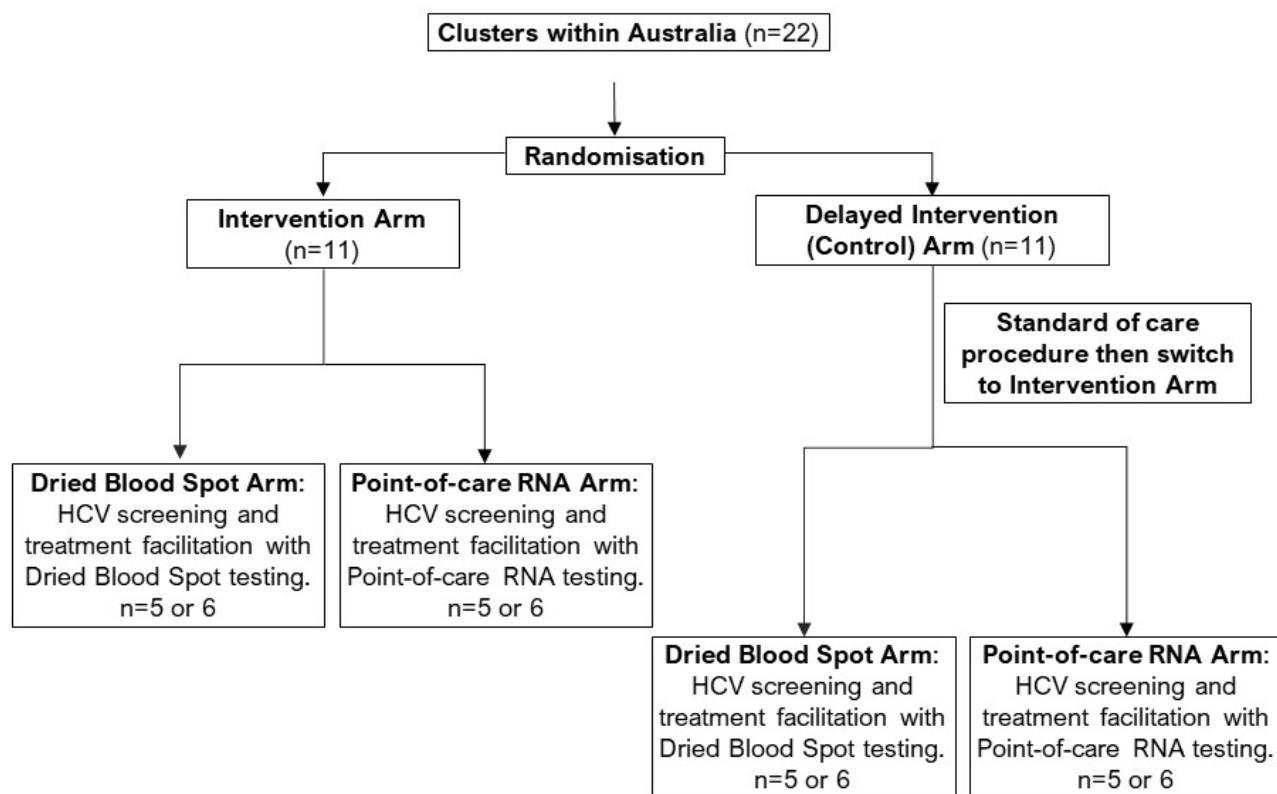 Clusters within Australia (n=22)
Randomisation
Intervention Arm
(n=11)
Delayed Intervention
(Control) Arm (n=11)
Standard of care
procedure then switch
to Intervention Arm
Dried Blood Spot Arm:
HCV screening and
treatment facilitation with
Dried Blood Spot testing.
n=5 or 6
Point-of-care RNA Arm:
HCV screening and
treatment facilitation with
Point-of-care RNA testing.
n=5 or 6
Dried Blood Spot Arm:
HCV screening and
treatment facilitation with
Dried Blood Spot testing.
n=5 or 6
Point-of-care RNA Arm:
HCV screening and
treatment facilitation with
Point-of-care RNA testing.
n=5 or 6